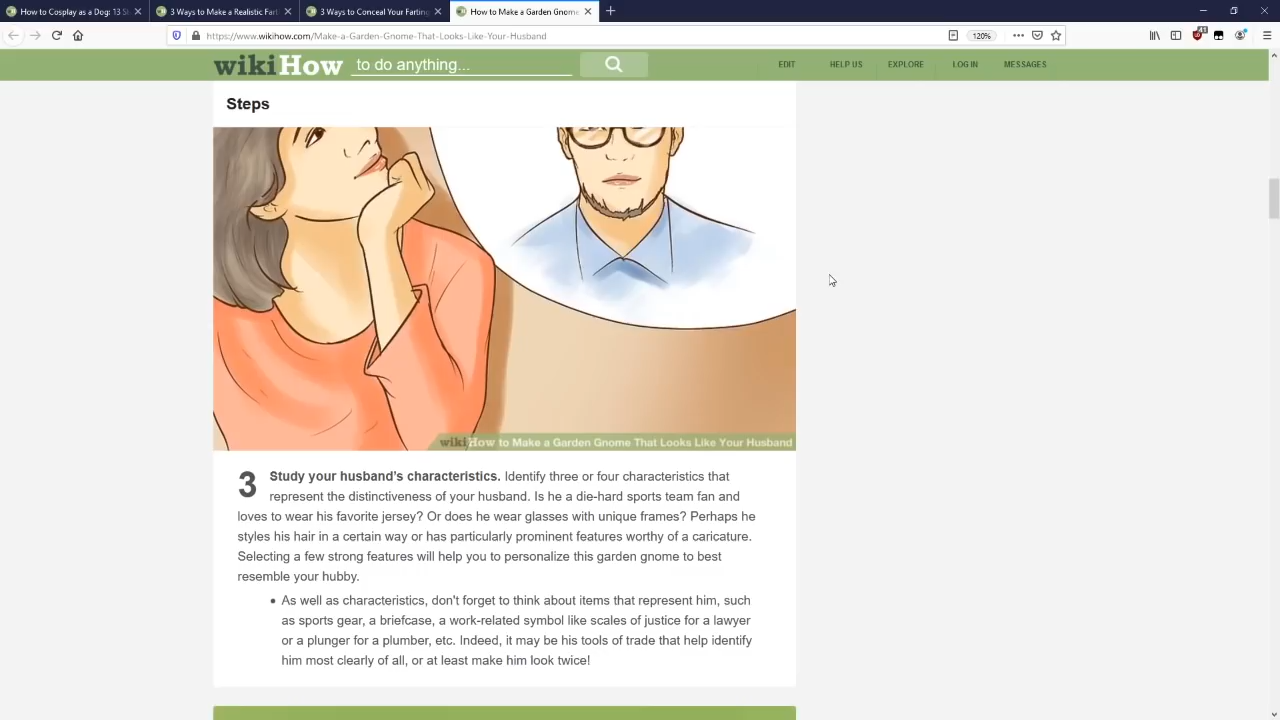 How to Cosplay as a Dog: 13 St
3 Ways to Make a Realistic Fart
3 Ways to Conceal Your Farting
How to Make a Garden Gnome
https://www.wikihow.com/Make-a-Garden-Gnome-That-Looks-Like-Your-Husband
120%
wikiHow to do anything...
EDIT
HELP US
EXPLORE
LOG IN
MESSAGES
Steps
wikiHow to Make a Garden Gnome That Looks Like Your Husband
3 Study your husband's characteristics. Identify three or four characteristics that
represent the distinctiveness of your husband. Is he a die-hard sports team fan and
loves to wear his favorite jersey? Or does he wear glasses with unique frames? Perhaps he
styles his hair in a certain way or has particularly prominent features worthy of a caricature.
Selecting a few strong features will help you to personalize this garden gnome to best
resemble your hubby.
• As well as characteristics, don't forget to think about items that represent him, such
as sports gear, a briefcase, a work-related symbol like scales of justice for a lawyer
or a plunger for a plumber, etc. Indeed, it may be his tools of trade that help identify
him most clearly of all, or at least make him look twice!